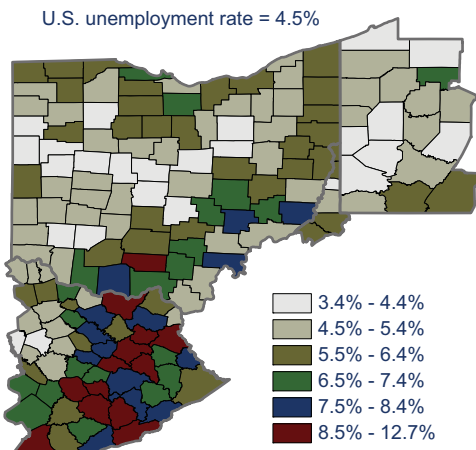 U.S. unemployment rate = 4.5%
3.4% - 4.4%
4.5% - 5.4%
5.5% - 6.4%
6.5% - 7.4%
7.5% - 8.4%
8.5% - 12.7%